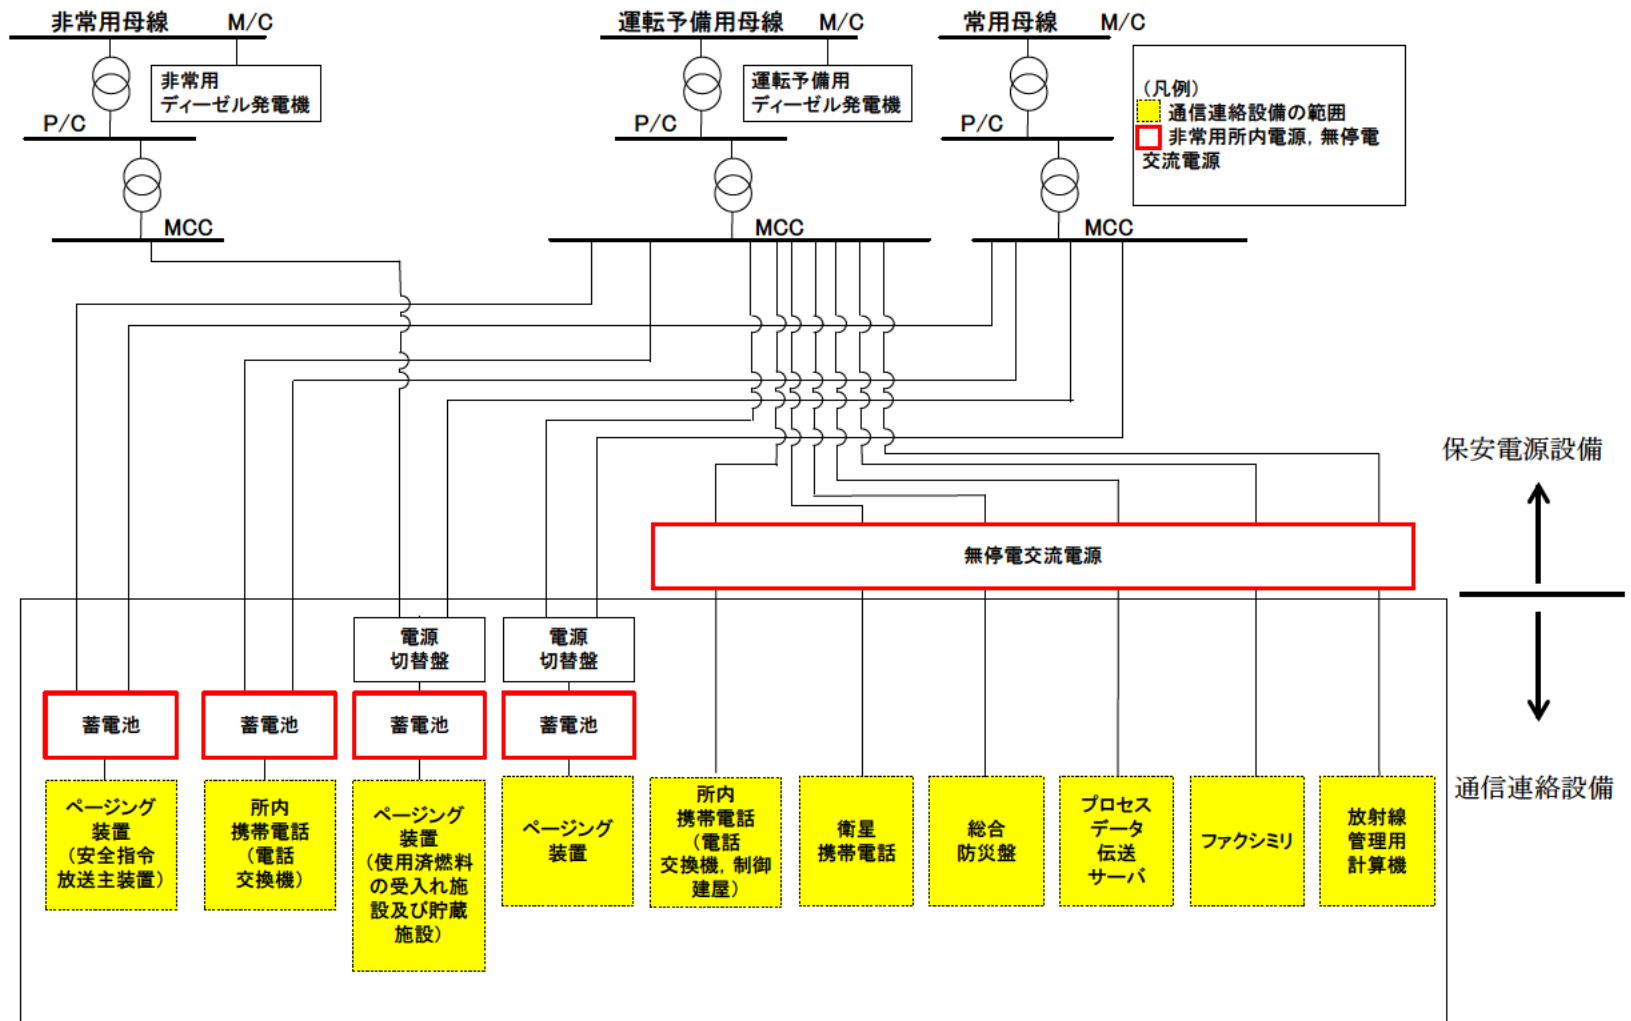 非常用母線 M/C
運転予備用母線 M/C
常用母線 M/C
非常用
ディーゼル発電機
運転予備用
ディーゼル発電機
(凡例)
通信連絡設備の範囲
非常用所内電源, 無停電
交流電源
P/C
P/C
P/C
MCC
MCC
MCC
保安電源設備
無停電交流電源
電源
切替盤
電源
切替盤
蓄電池
蓄電池
蓄電池
蓄電池
通信連絡設備
ページング
装置
(安全指令
放送主装置)
所内
携帯電話
(電話
交換機)
ページング
装置
(使用済燃料
の受入れ施
設及び貯蔵
施設)
ページング
装置
所内
携帯電話
(電話
交換機, 制御
建屋)
衛星
携帯電話
総合
防災盤
プロセス
データ
伝送
サーバ
ファクシミリ
放射線
管理用
計算機